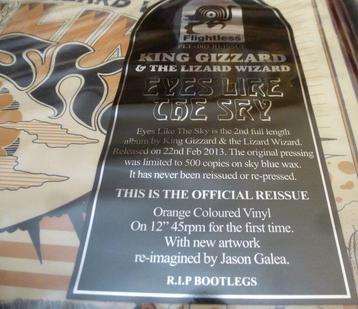 Flightless
FLT-003 REISSUE
KING GIZZARD
& THE LIZARD WIZARD
EYES LIKE
THE SKY
Eyes Like The Sky is the 2nd full length
album by King Gizzard & the Lizard Wizard.
Released on 22nd Feb 2013. The original pressing
was limited to 500 copies on sky blue wax.
It has never been reissued or re-pressed.
THIS IS THE OFFICIAL REISSUE
Orange Coloured Vinyl
On 12" 45rpm for the first time.
With new artwork
re-imagined by Jason Galea.
R.I.P BOOTLEGS